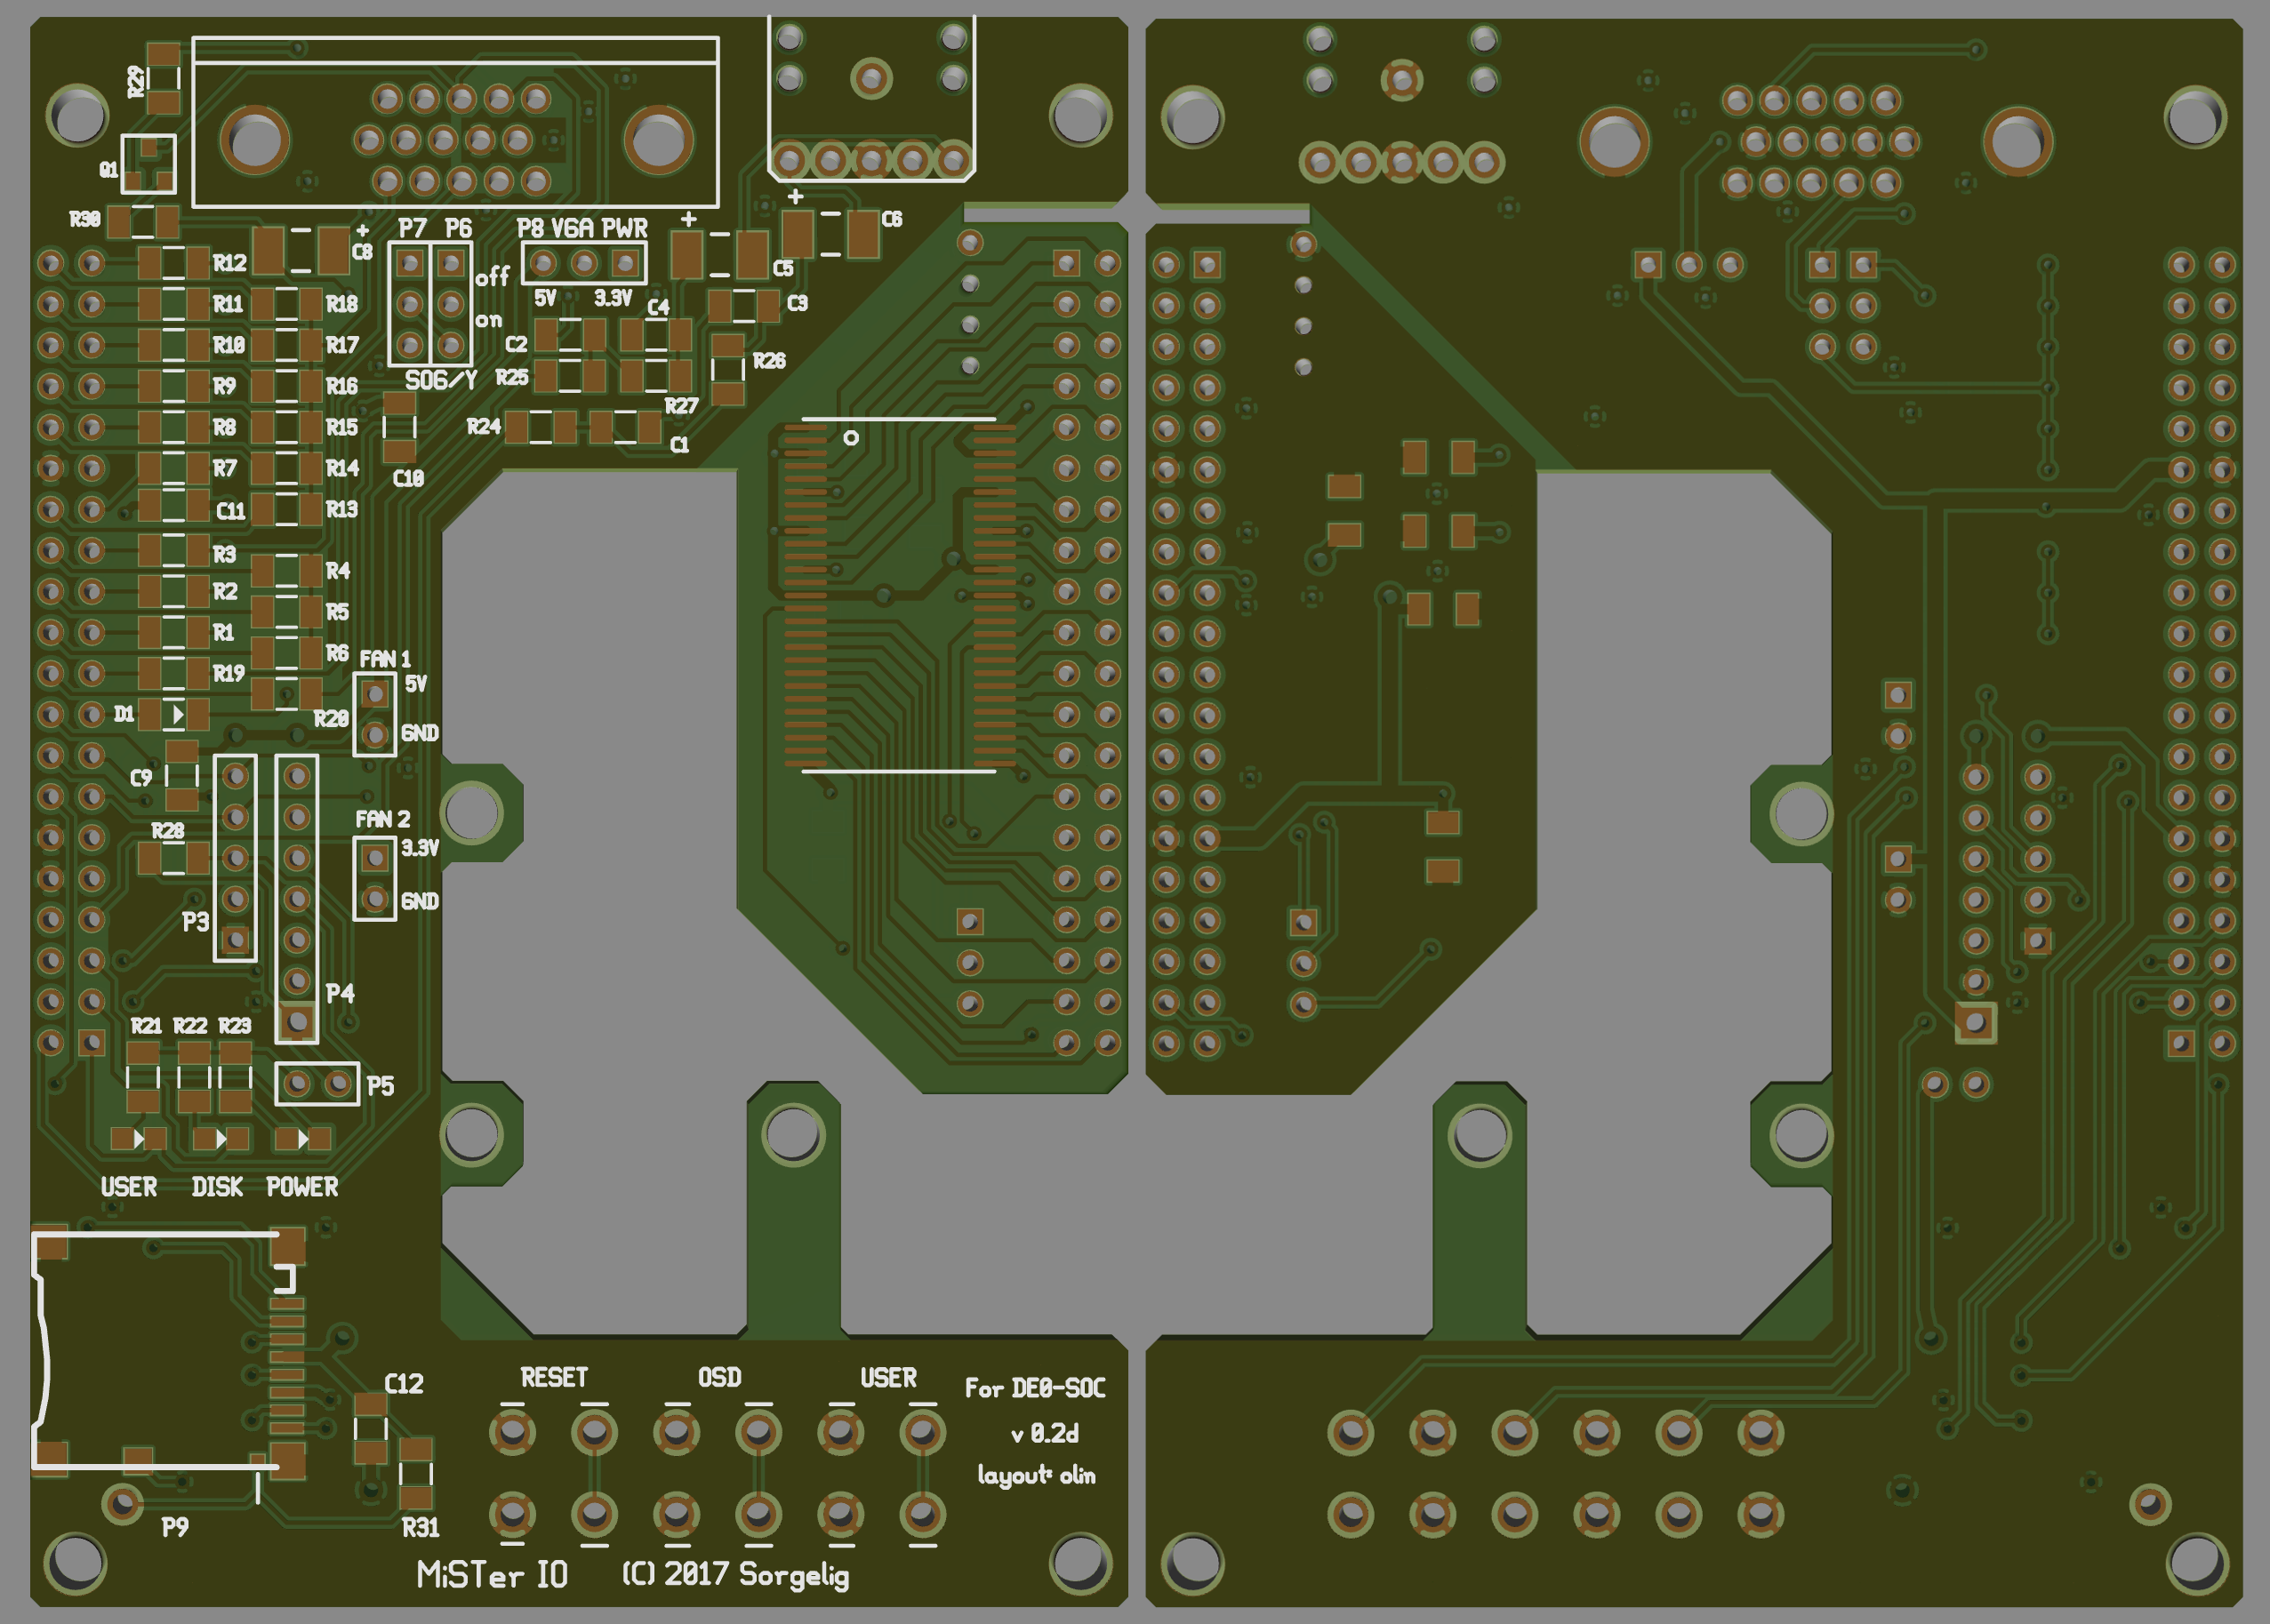 R29
Q1
R30
C8
P7 P6
P8 VGA PWR
C6
C5
R12
off
5V 3.3V
R11
R18
on
C4
C3
R10
R17
C2
R26
R9
R16
SOG/Y
R25
R27
R8
R15
R24
C1
R7
R14
C10
C11
R13
R3
R4
R2
R5
R1
R6
FAN 1
R19
5V
D1
R20
GND
C9
FAN 2
R28
3.3V
P3
GND
P4
R21 R22 R23
P5
USER DISK POWER
C12
RESET OSD USER
For DE0-SOC
v 0.2d
layout: olin
P9
R31
MiSTer IO (C) 2017 Sorgelig